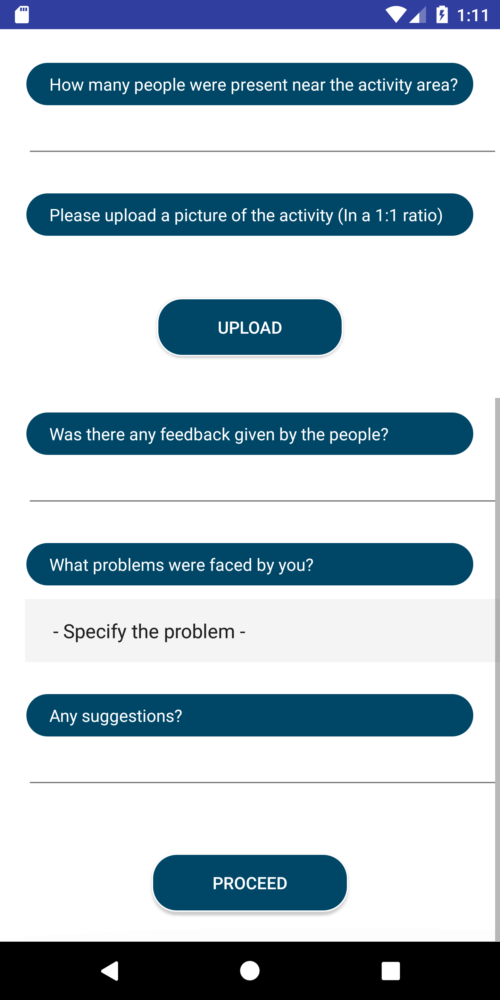 1:11
How many people were present near the activity area?
Please upload a picture of the activity (In a 1:1 ratio)
UPLOAD
Was there any feedback given by the people?
What problems were faced by you?
- Specify the problem -
Any suggestions?
PROCEED